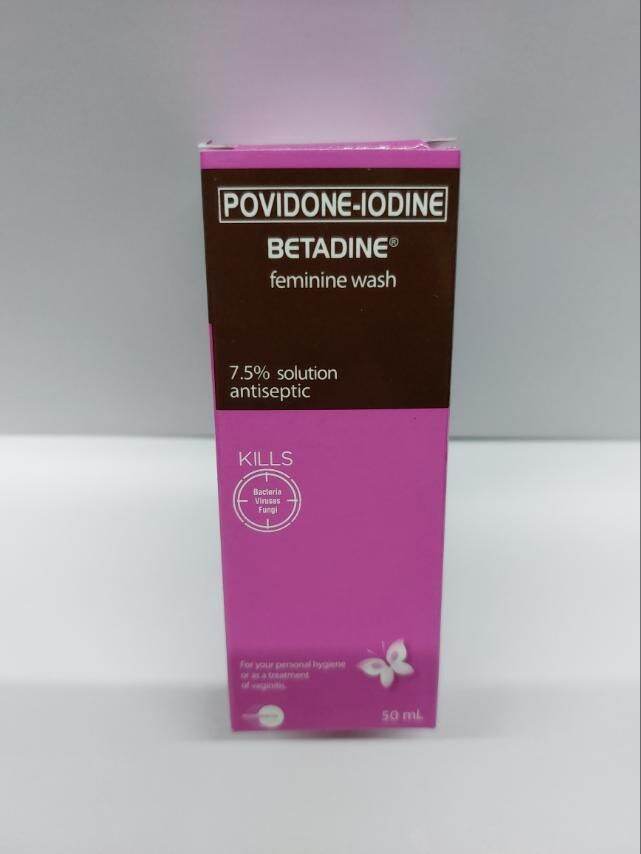 POVIDONE-IODINE
BETADINE®
feminine wash
7.5% solution
antiseptic
KILLS
Bacteria
Viruses
Fungi
For your personal hygiene
or as a treatment
of vaginitis.
50 mL